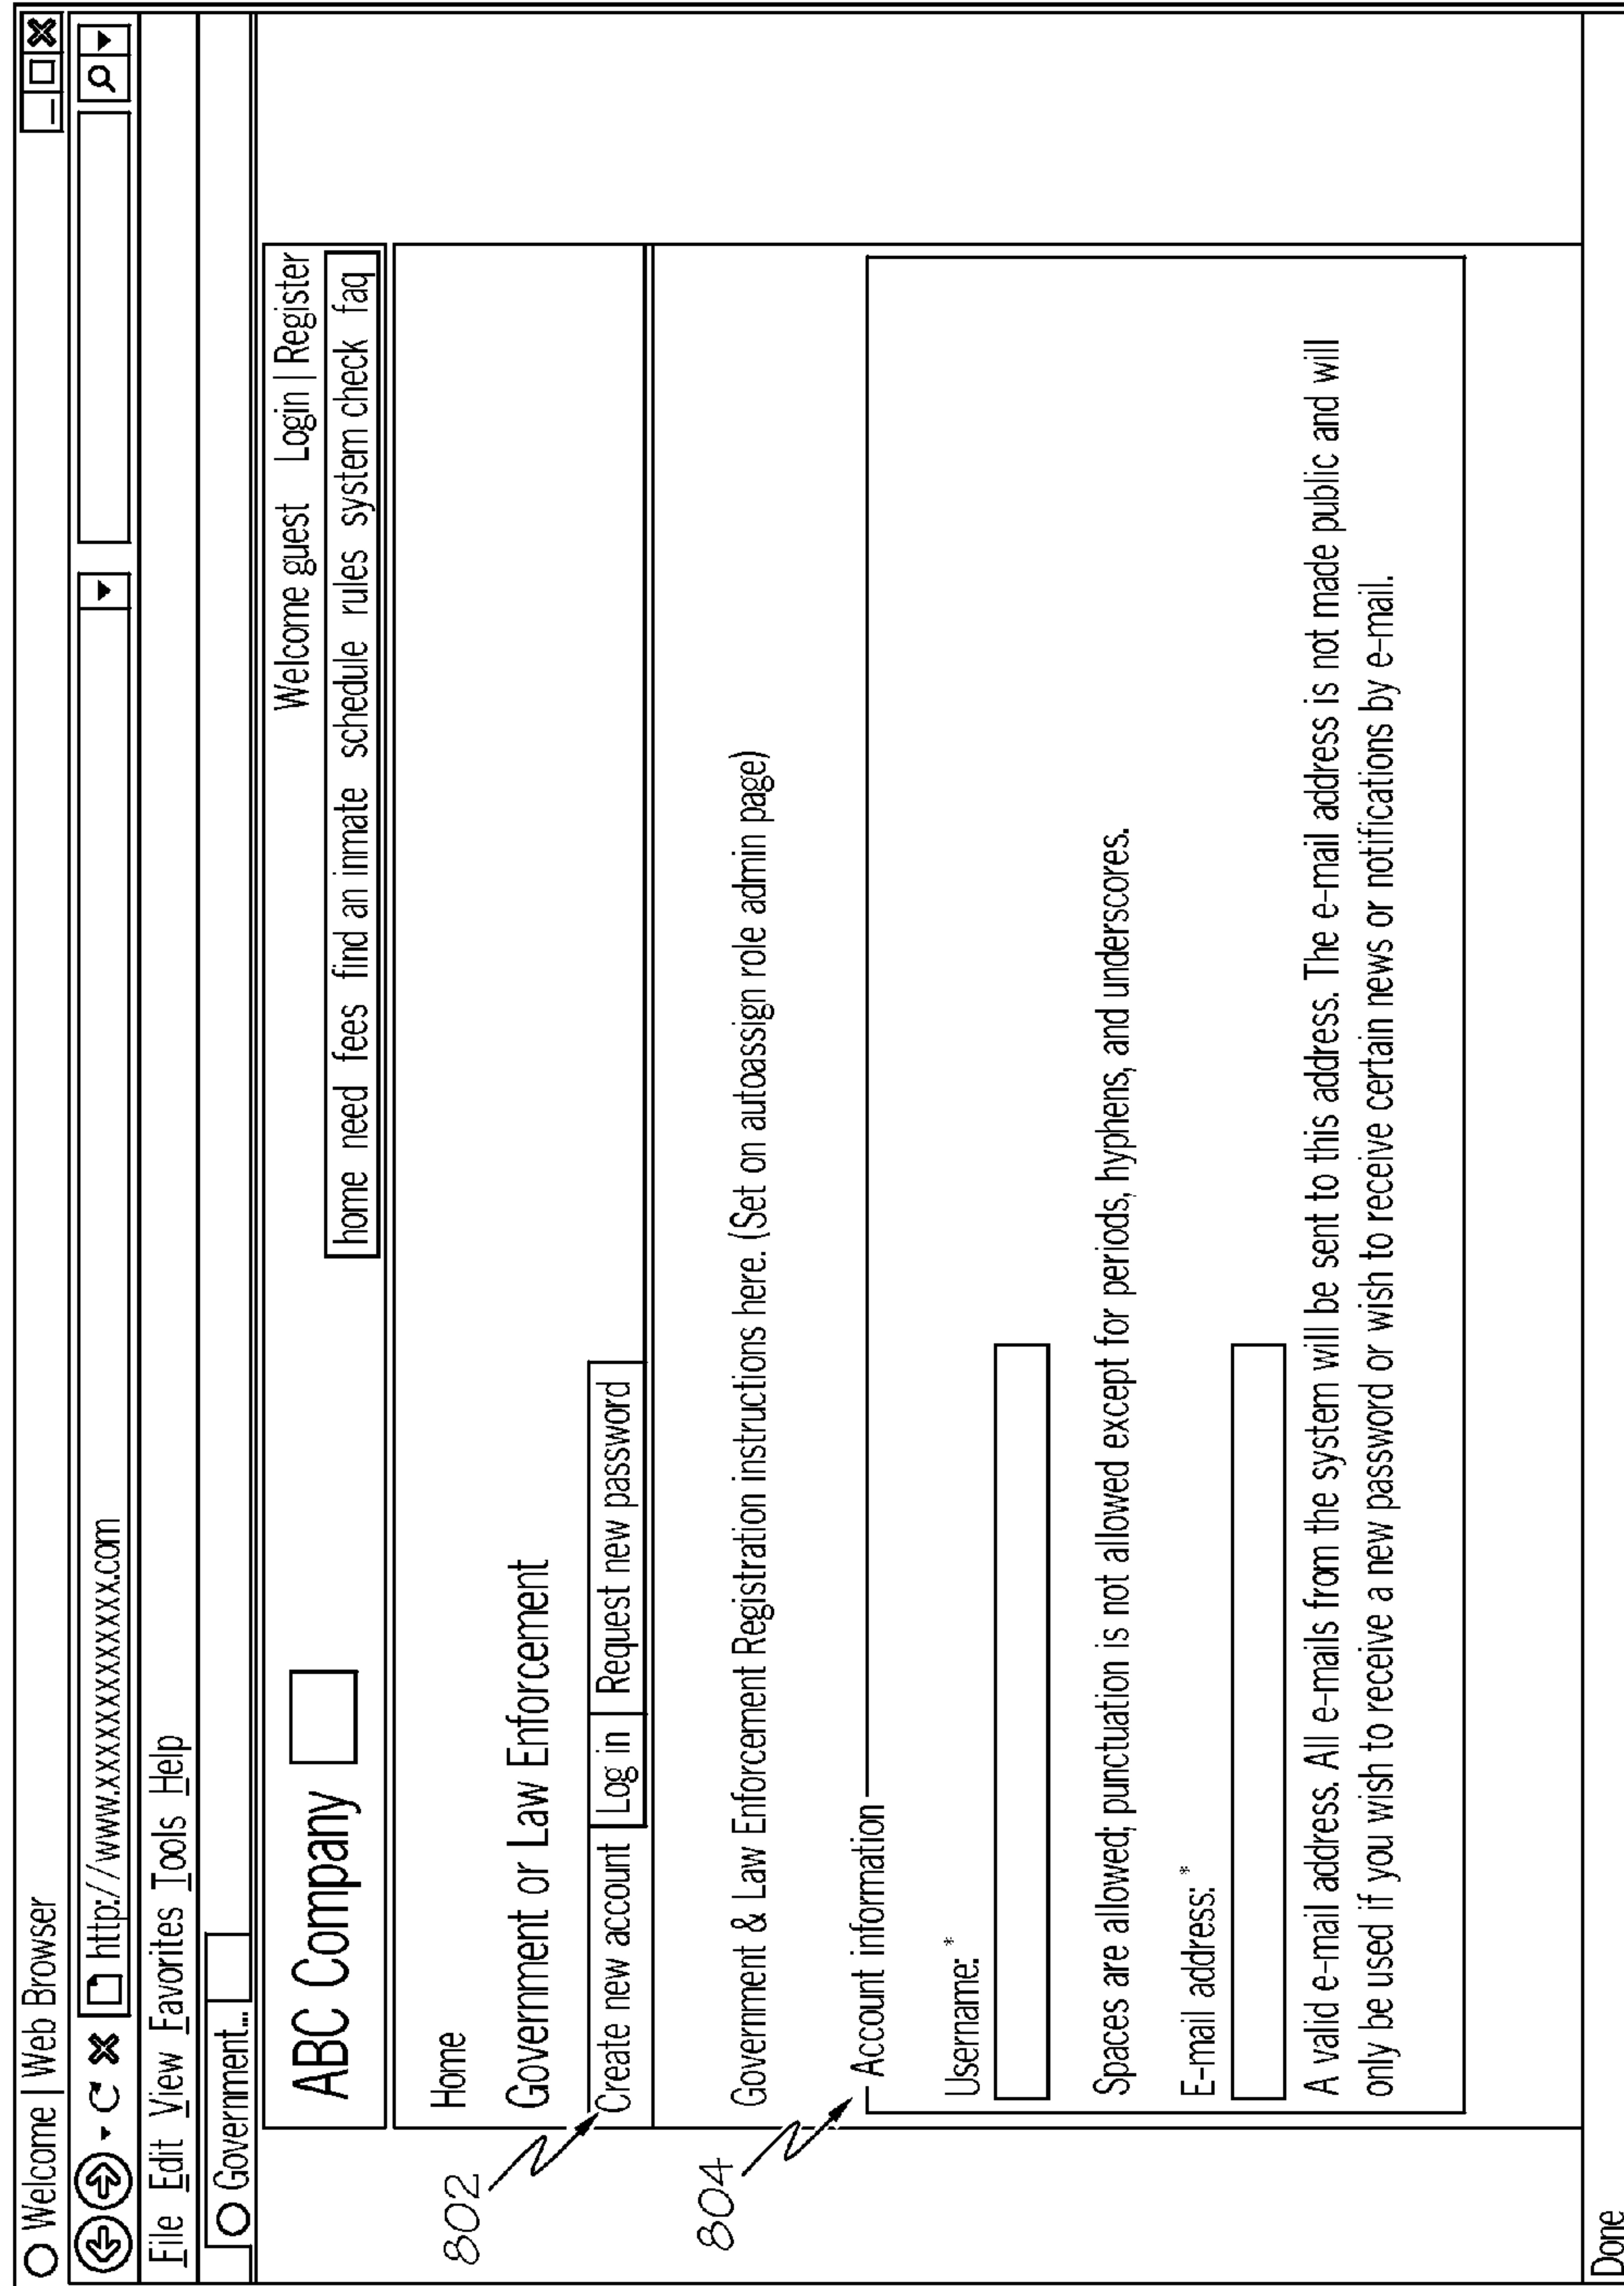 Welcome | Web Browser
http://www.xxxxxxxxxxxx.com
File Edit View Favorites Tools Help
Government...
ABC Company
Welcome guest Login | Register
home need fees find an inmate schedule rules system check faq
Home
Government or Law Enforcement
802
Create new account Log in Request new password
Government & Law Enforcement Registration instructions here. (Set on autoassign role admin page)
804
Account information
Username: *
Spaces are allowed; punctuation is not allowed except for periods, hyphens, and underscores.
E-mail address: *
A valid e-mail address. All e-mails from the system will be sent to this address. The e-mail address is not made public and will
only be used if you wish to receive a new password or wish to receive certain news or notifications by e-mail.
Done